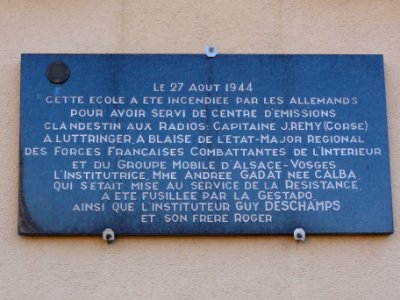 LE 27 AOUT 1944
CETTE ECOLE A ETE INCENDIEE PAR LES ALLEMANDS
POUR AVOIR SERVI DE CENTRE D'EMISSIONS
CLANDESTIN AUX RADIOS: CAPITAINE J.REMY (CORSE)
A.LUTTRINGER, A BLAISE DE L'ETAT-MAJOR REGIONAL
DES FORCES FRANÇAISES COMBATTANTES DE L'INTERIEUR
ET DU GROUPE MOBILE D'ALSACE-VOSGES
L'INSTITUTRICE, MME ANDREE GADAT NEE CALBA
QUI S'ETAIT MISE AU SERVICE DE LA RESISTANCE,
A ETE FUSILLEE PAR LA GESTAPO
AINSI QUE L'INSTITUTEUR GUY DESCHAMPS
ET SON FRERE ROGER